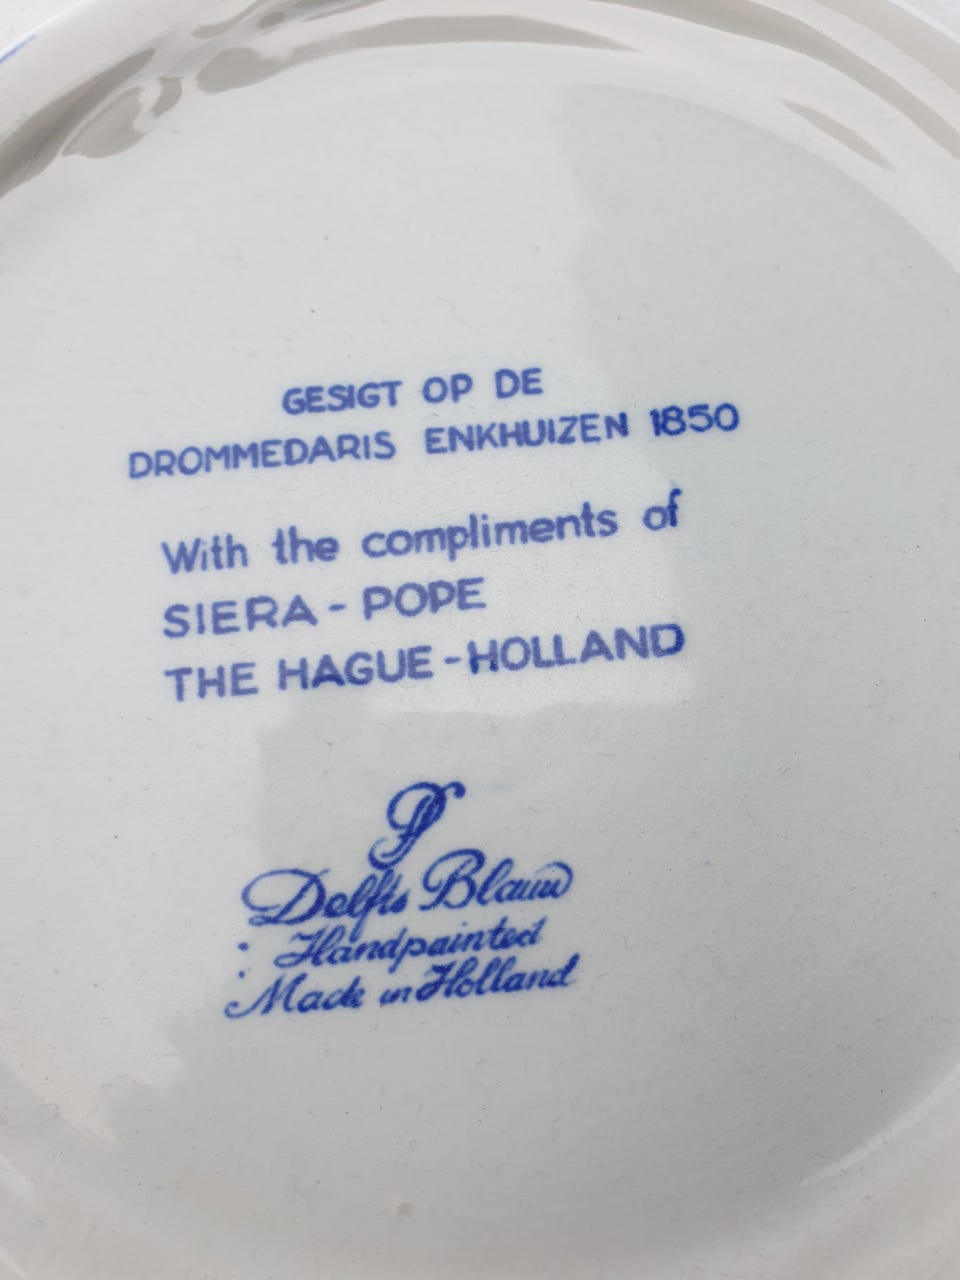 GESIGT OP DE
DROMMEDARIS ENKHUIZEN 1850
With the compliments of
SIERA - POPE
THE HAGUE - HOLLAND
Delfts Blauw
Handpainted
Made in Holland